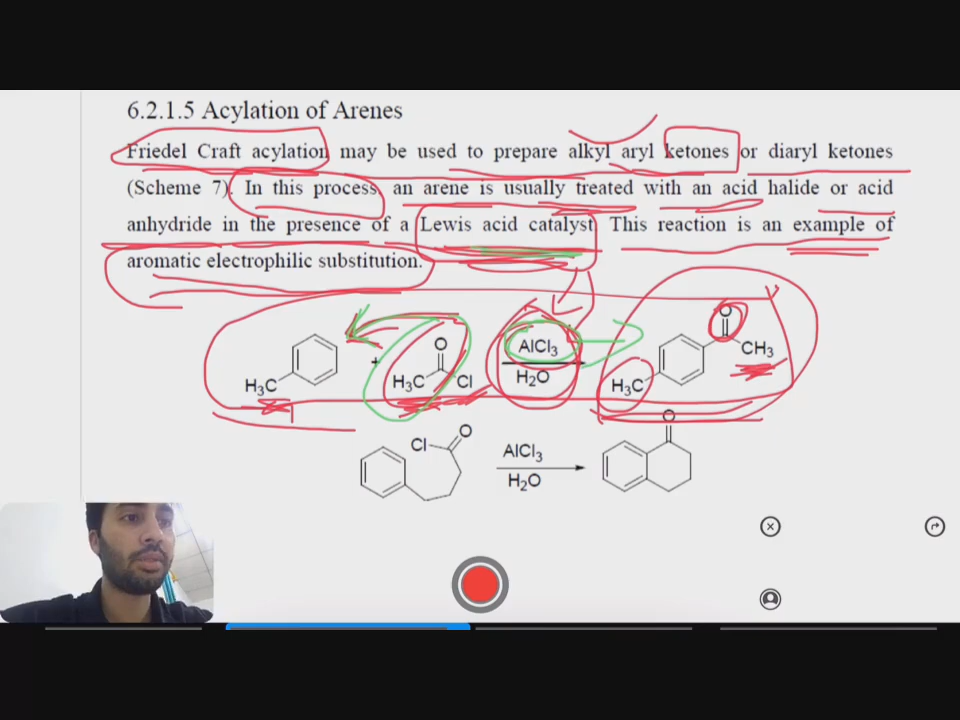 6.2.1.5 Acylation of Arenes
Friedel Craft acylation may be used to prepare alkyl aryl ketones or diaryl ketones
(Scheme 7). In this process, an arene is usually treated with an acid halide or acid
anhydride in the presence of a Lewis acid catalyst. This reaction is an example of
aromatic electrophilic substitution.
H3C + H3C O Cl AlCl3 H2O H3C O CH3
Cl O AlCl3 H2O O